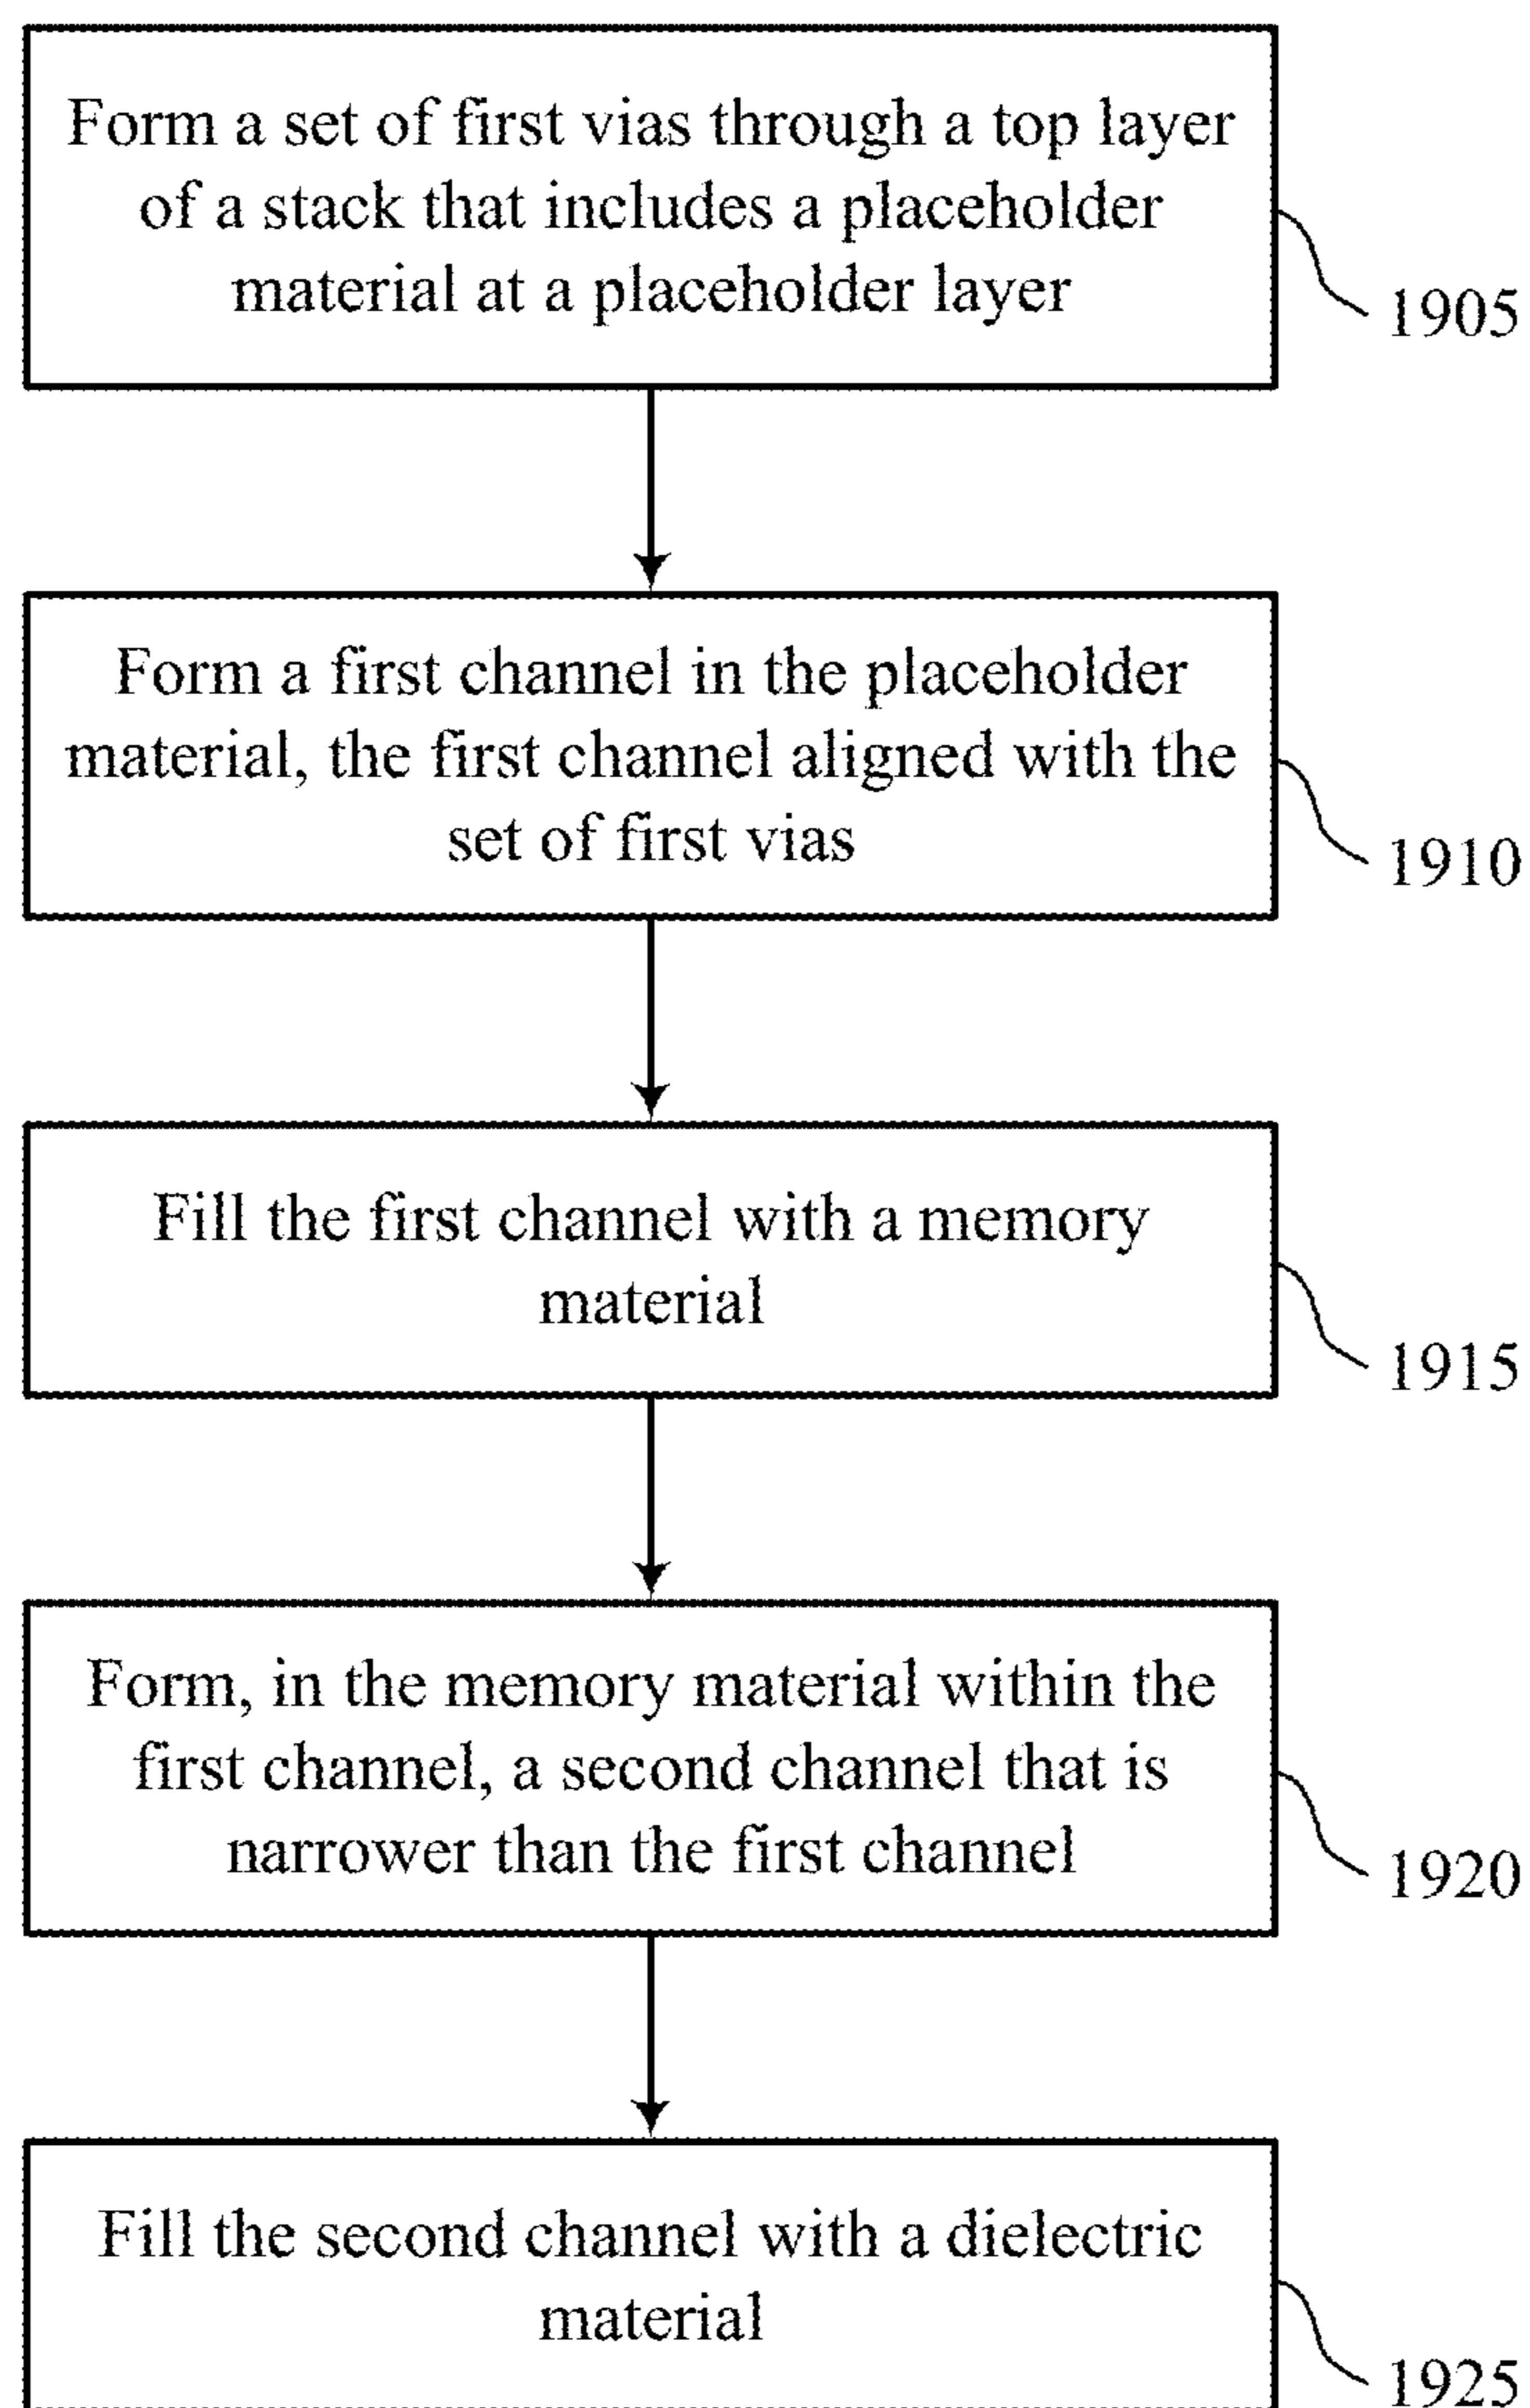 Form a set of first vias through a top layer
of a stack that includes a placeholder
material at a placeholder layer
1905
Form a first channel in the placeholder
material, the first channel aligned with the
set of first vias
1910
Fill the first channel with a memory
material
1915
Form, in the memory material within the
first channel, a second channel that is
narrower than the first channel
1920
Fill the second channel with a dielectric
material
1925